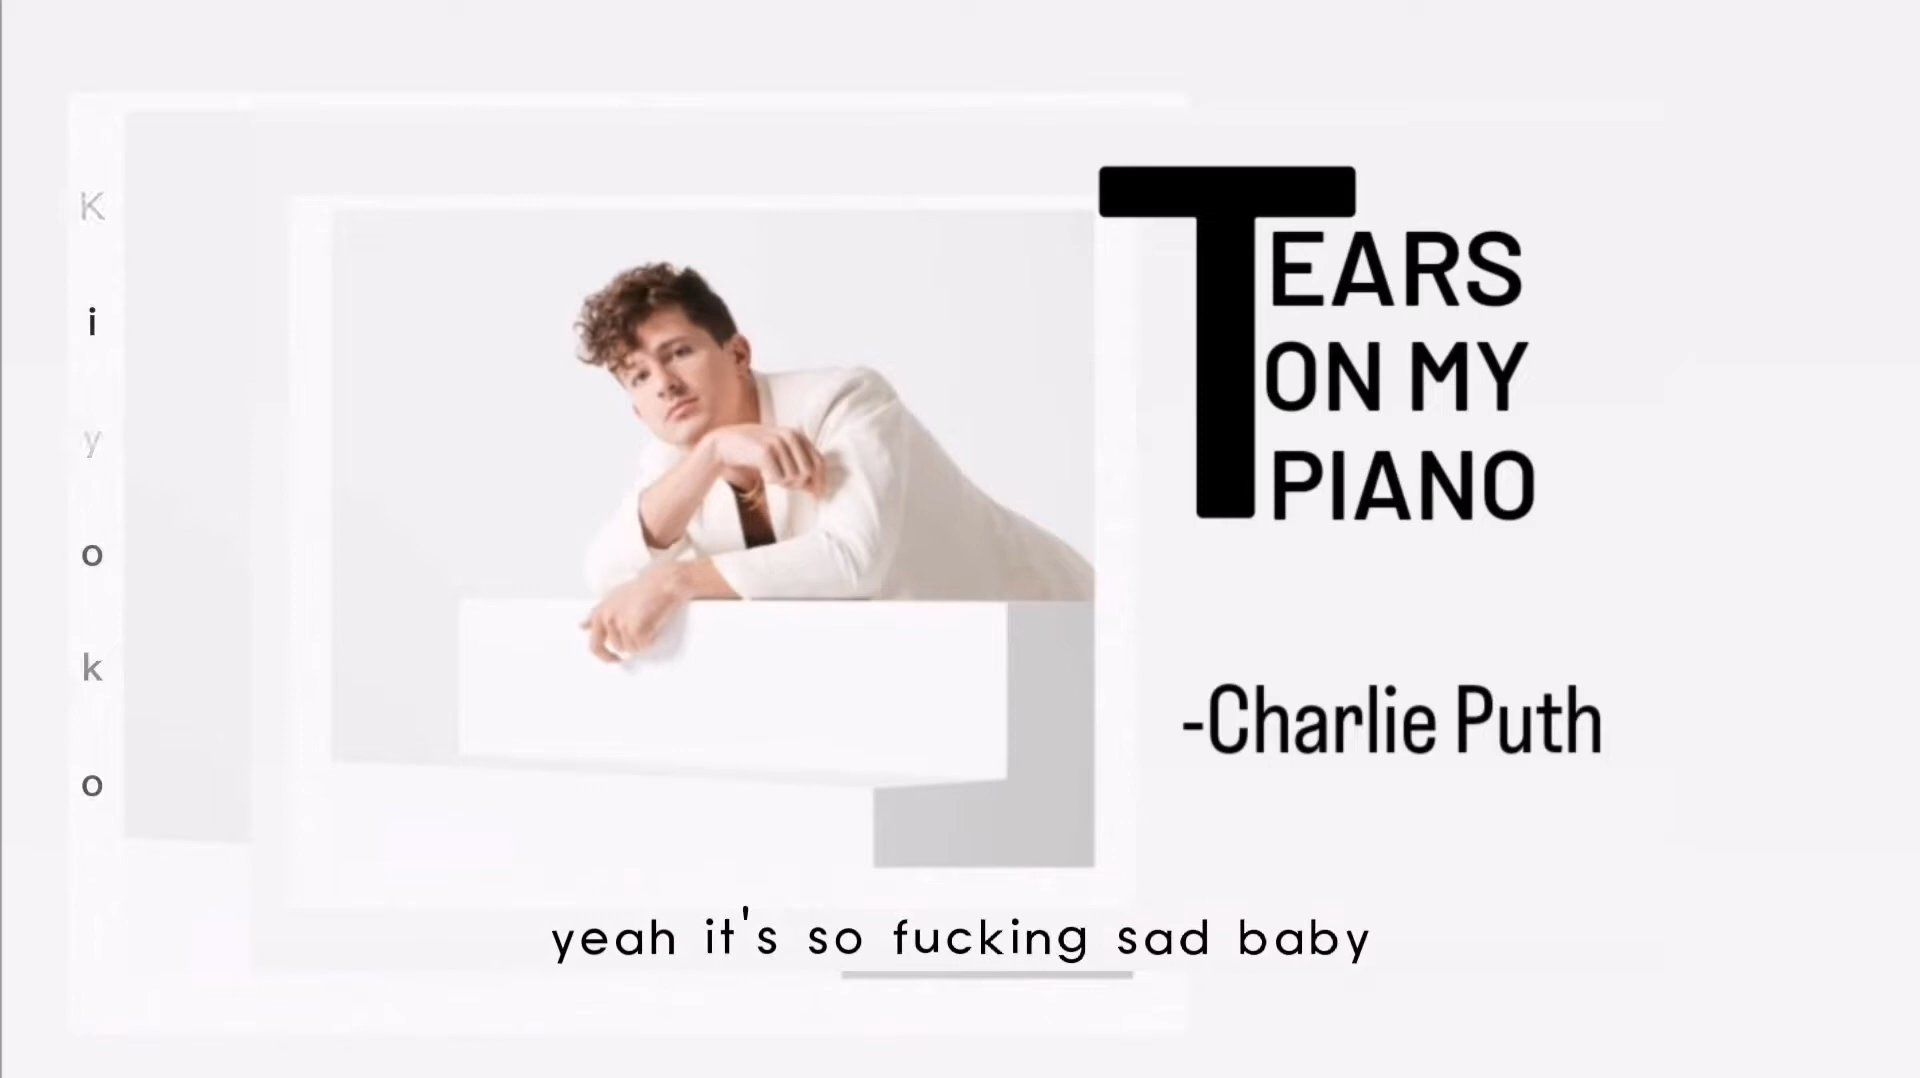 K
i
y
o
k
o
TEARS
ON MY
PIANO
-Charlie Puth
yeah it's so fucking sad baby